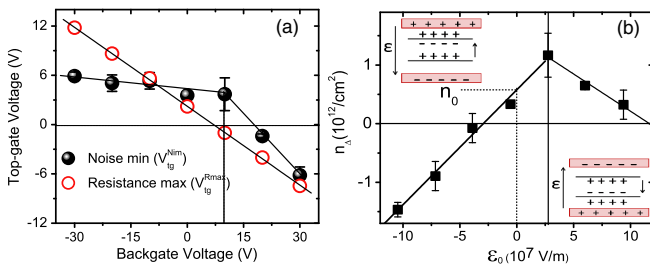 (a)
Top-gate Voltage (V)
12
6
0
-6
-12
Noise min (V_tg^Nim)
Resistance max (V_tg^Rmax)
-30 -20 -10 0 10 20 30
Backgate Voltage (V)
(b)
n_Δ(10^12/cm^2)
1
0
-1
ε
+ + + + +
+ + + +
- - - -
+ + + +
- - - - -
n_0
ε
- - - - -
+ + + +
- - - -
+ + + +
+ + + + +
-10 -5 0 5 10
ε_0 (10^7 V/m)